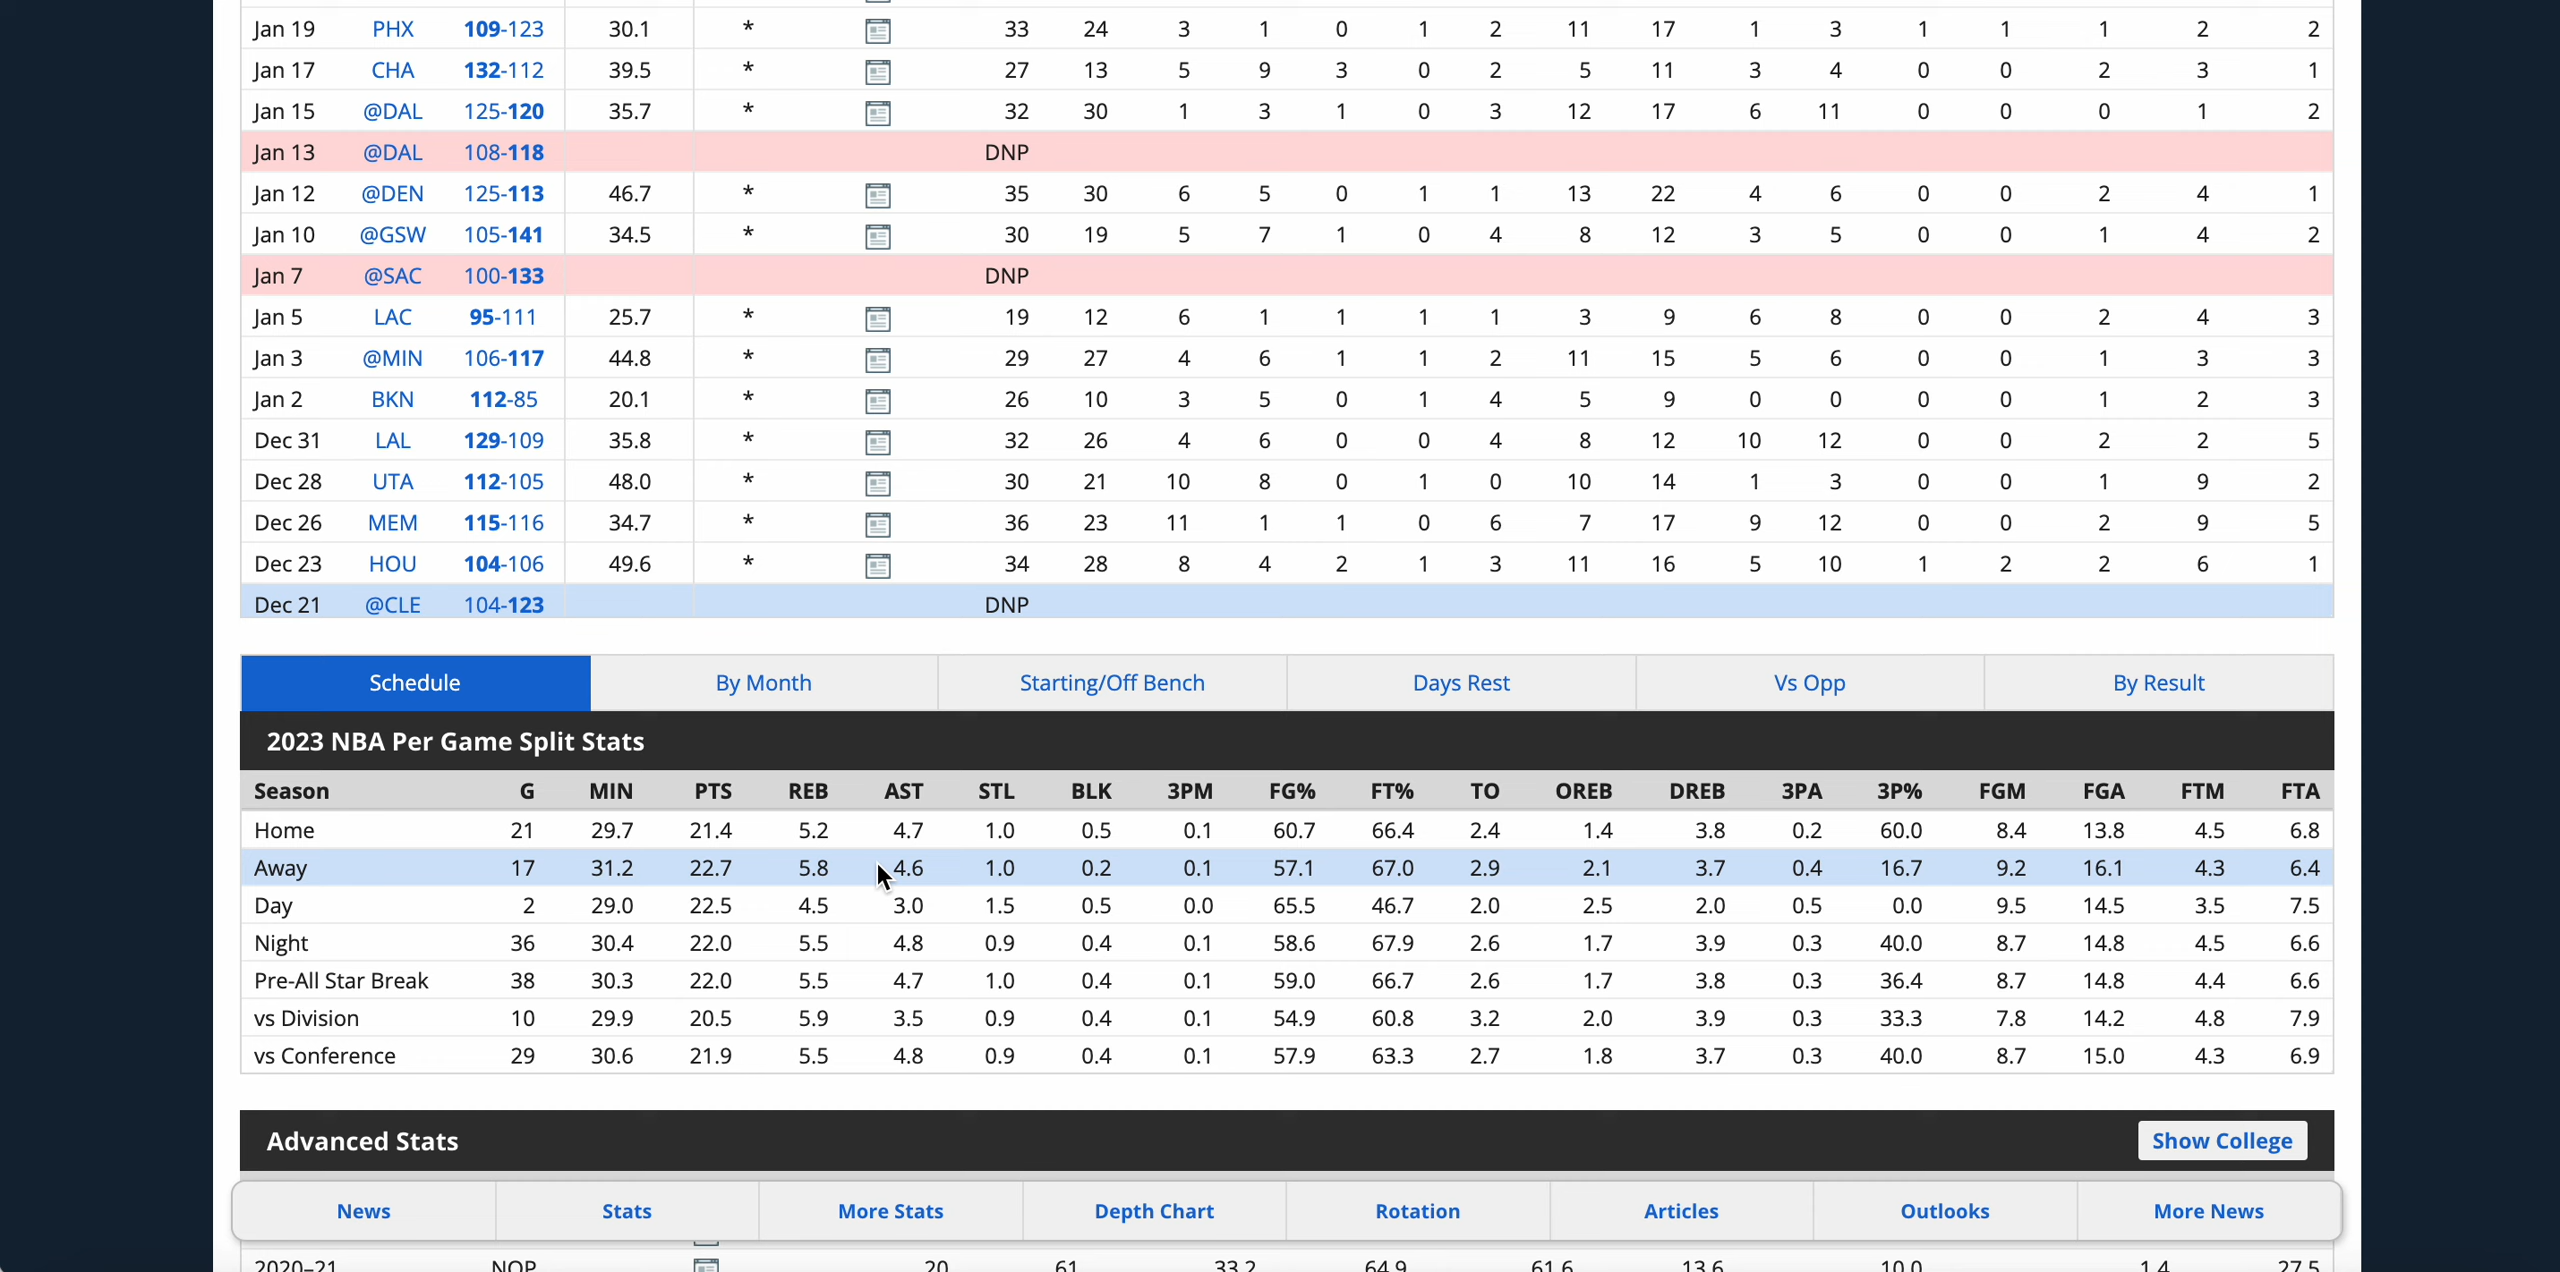 Jan 19 PHX 109-123 30.1 * 33 24 3 1 0 1 2 11 17 1 3 1 1 1 2 2
Jan 17 CHA 132-112 39.5 * 27 13 5 9 3 0 2 5 11 3 4 0 0 2 3 1
Jan 15 @DAL 125-120 35.7 * 32 30 1 3 1 0 3 12 17 6 11 0 0 0 1 2
Jan 13 @DAL 108-118 DNP
Jan 12 @DEN 125-113 46.7 * 35 30 6 5 0 1 1 13 22 4 6 0 0 2 4 1
Jan 10 @GSW 105-141 34.5 * 30 19 5 7 1 0 4 8 12 3 5 0 0 1 4 2
Jan 7 @SAC 100-133 DNP
Jan 5 LAC 95-111 25.7 * 19 12 6 1 1 1 1 3 9 6 8 0 0 2 4 3
Jan 3 @MIN 106-117 44.8 * 29 27 4 6 1 1 2 11 15 5 6 0 0 1 3 3
Jan 2 BKN 112-85 20.1 * 26 10 3 5 0 1 4 5 9 0 0 0 0 1 2 3
Dec 31 LAL 129-109 35.8 * 32 26 4 6 0 0 4 8 12 10 12 0 0 2 2 5
Dec 28 UTA 112-105 48.0 * 30 21 10 8 0 1 0 10 14 1 3 0 0 1 9 2
Dec 26 MEM 115-116 34.7 * 36 23 11 1 1 0 6 7 17 9 12 0 0 2 9 5
Dec 23 HOU 104-106 49.6 * 34 28 8 4 2 1 3 11 16 5 10 1 2 2 6 1
Dec 21 @CLE 104-123 DNP
Schedule By Month Starting/Off Bench Days Rest Vs Opp By Result
2023 NBA Per Game Split Stats
Season G MIN PTS REB AST STL BLK 3PM FG% FT% TO OREB DREB 3PA 3P% FGM FGA FTM FTA
Home 21 29.7 21.4 5.2 4.7 1.0 0.5 0.1 60.7 66.4 2.4 1.4 3.8 0.2 60.0 8.4 13.8 4.5 6.8
Away 17 31.2 22.7 5.8 4.6 1.0 0.2 0.1 57.1 67.0 2.9 2.1 3.7 0.4 16.7 9.2 16.1 4.3 6.4
Day 2 29.0 22.5 4.5 3.0 1.5 0.5 0.0 65.5 46.7 2.0 2.5 2.0 0.5 0.0 9.5 14.5 3.5 7.5
Night 36 30.4 22.0 5.5 4.8 0.9 0.4 0.1 58.6 67.9 2.6 1.7 3.9 0.3 40.0 8.7 14.8 4.5 6.6
Pre-All Star Break 38 30.3 22.0 5.5 4.7 1.0 0.4 0.1 59.0 66.7 2.6 1.7 3.8 0.3 36.4 8.7 14.8 4.4 6.6
vs Division 10 29.9 20.5 5.9 3.5 0.9 0.4 0.1 54.9 60.8 3.2 2.0 3.9 0.3 33.3 7.8 14.2 4.8 7.9
vs Conference 29 30.6 21.9 5.5 4.8 0.9 0.4 0.1 57.9 63.3 2.7 1.8 3.7 0.3 40.0 8.7 15.0 4.3 6.9
Advanced Stats Show College
News Stats More Stats Depth Chart Rotation Articles Outlooks More News
2020–21 NOP 20 61 33.2 64.9 61.6 13.6 10.0 1.4 27.5